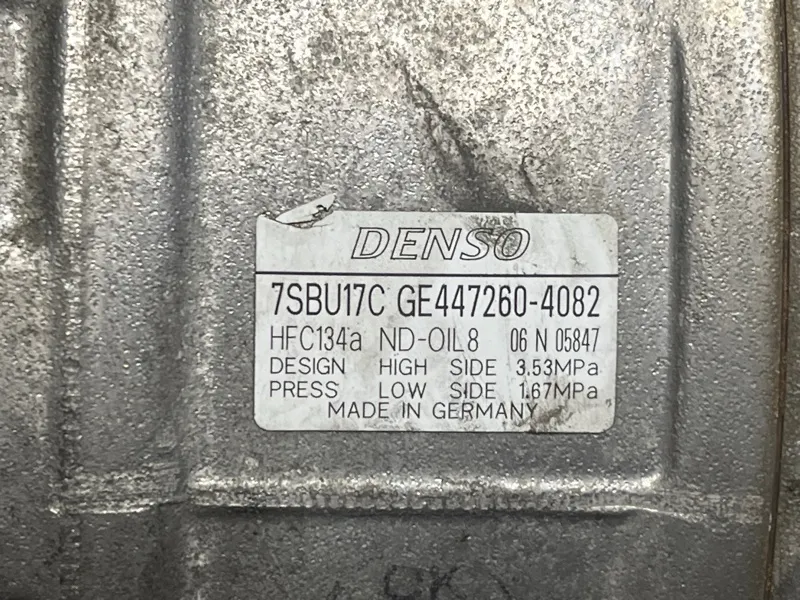 DENSO
7SBU17C GE447260-4082
HFC134a ND-OIL8 06 N 05847
DESIGN HIGH SIDE 3.53MPa
PRESS LOW SIDE 1.67MPa
MADE IN GERMANY
OK